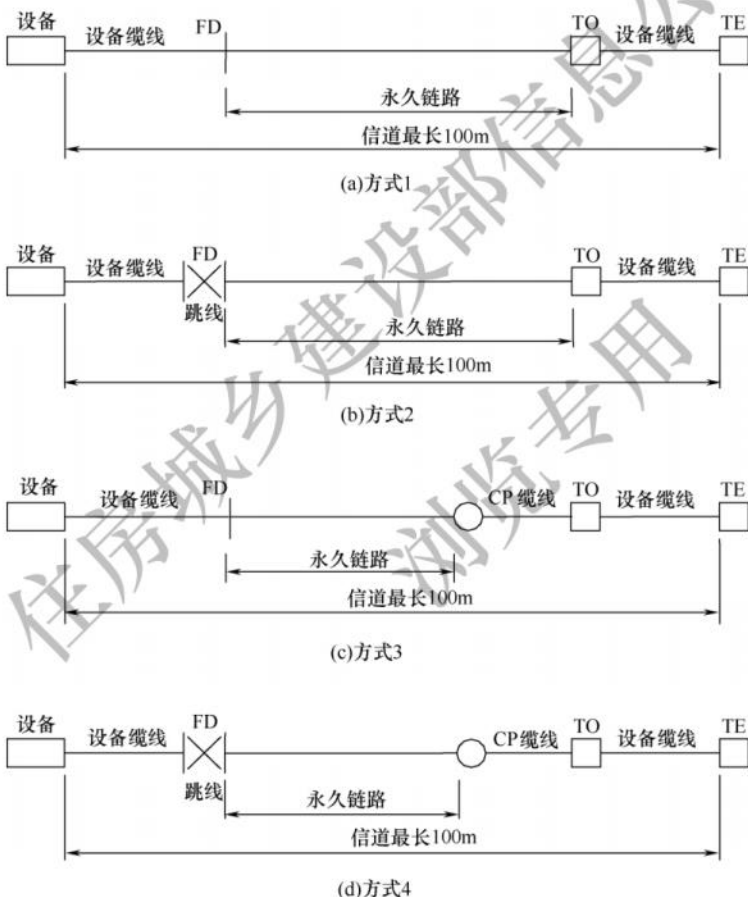 设备 设备缆线 FD TO 设备缆线 TE
永久链路
信道最长100m
(a)方式1
设备 设备缆线 FD TO 设备缆线 TE
跳线
永久链路
信道最长100m
(b)方式2
设备 设备缆线 FD CP缆线 TO 设备缆线 TE
永久链路
信道最长100m
(c)方式3
设备 设备缆线 FD CP缆线 TO 设备缆线 TE
跳线
永久链路
信道最长100m
(d)方式4
住房城乡建设部信息公
浏览专用